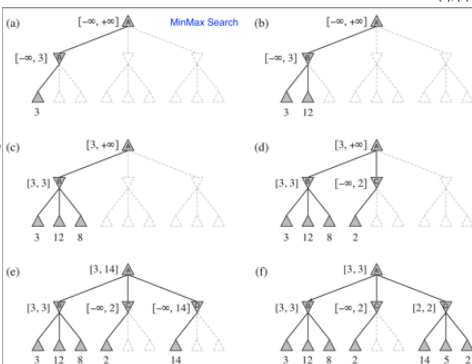 (a) [-∞, +∞] A MinMax Search
[-∞, 3] B
3
(b) [-∞, +∞] A
[-∞, 3] B
3 12
(c) [3, +∞] A
[3, 3] B
3 12 8
(d) [3, +∞] A
[3, 3] B [-∞, 2] C
3 12 8 2
(e) [3, 14] A
[3, 3] B [-∞, 2] C [-∞, 14] D
3 12 8 2 14
(f) [3, 3] A
[3, 3] B [-∞, 2] C [2, 2] D
3 12 8 2 14 5 2